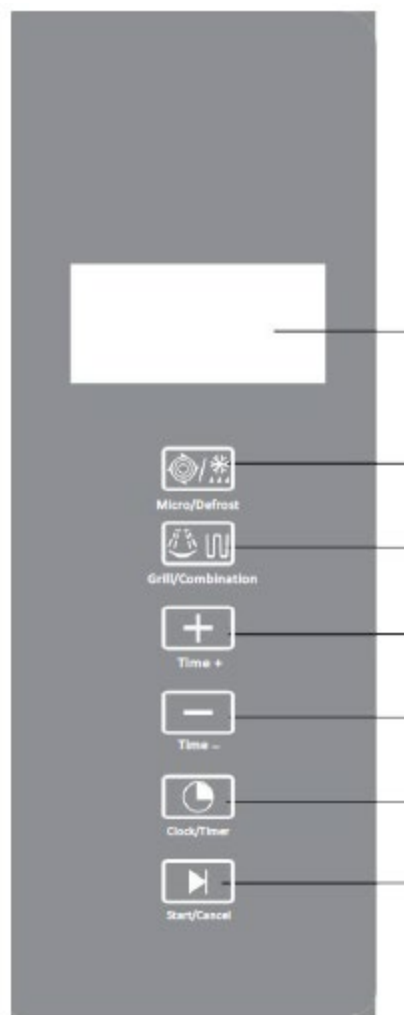 Micro/Defrost
Grill/Combination
Time +
Time –
Clock/Timer
Start/Cancel